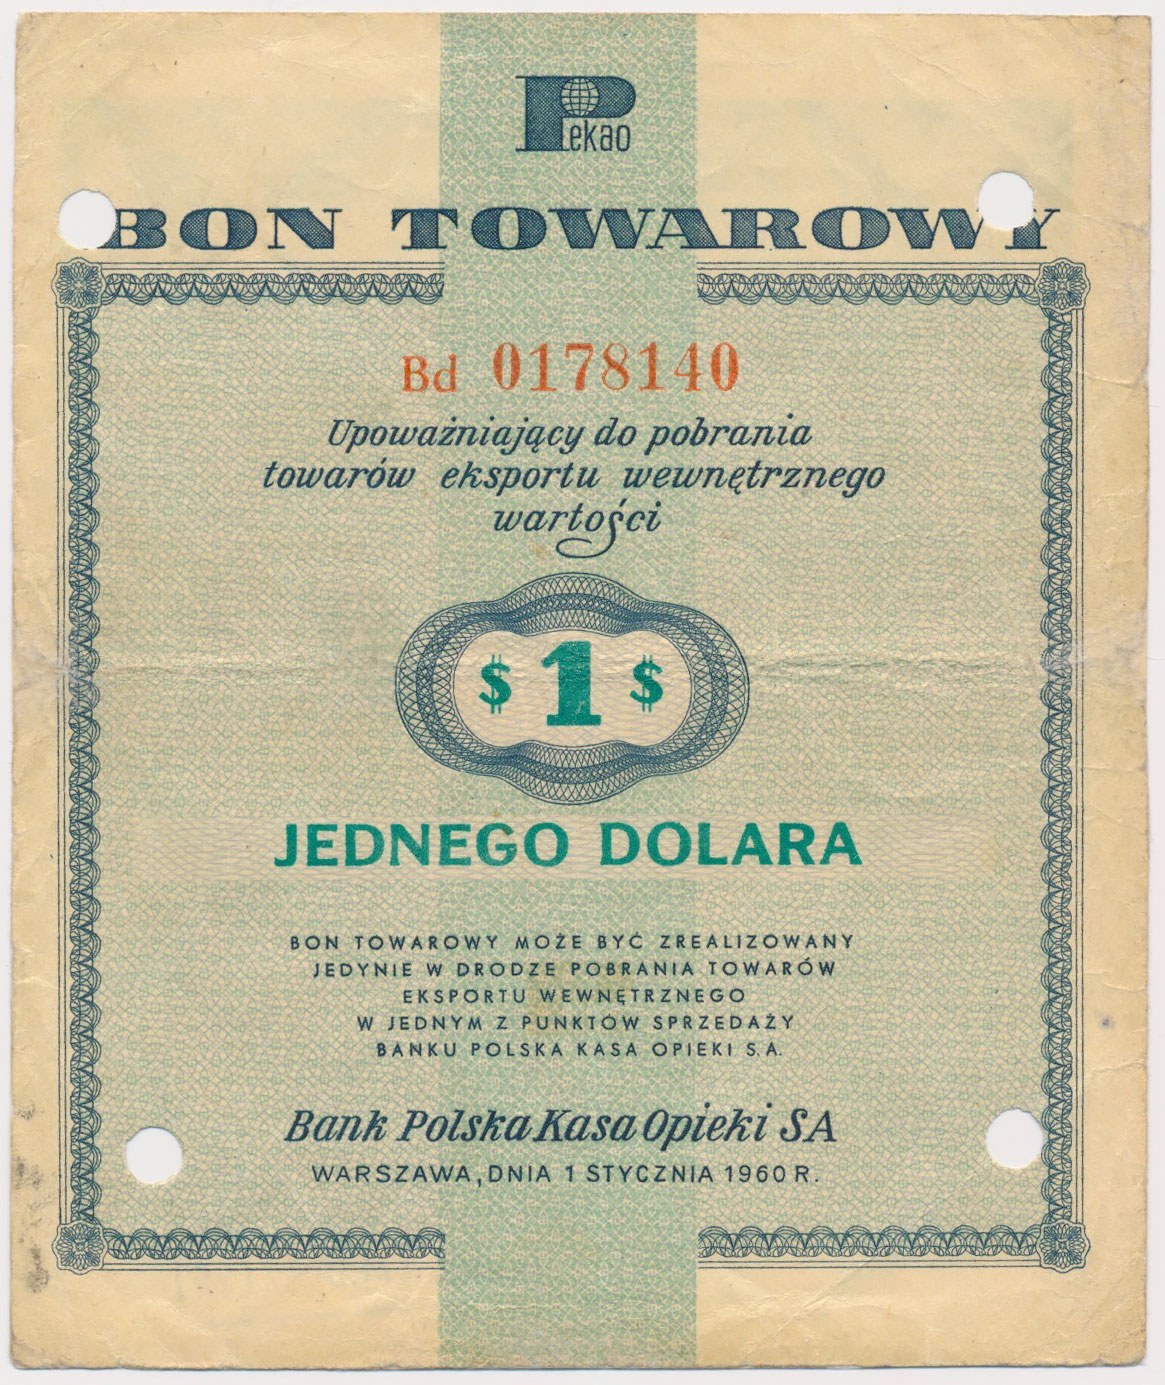 Pekao
BON TOWAROWY
Bd 0178140
Upoważniający do pobrania
towarów eksportu wewnętrznego
wartości
$ 1 $
JEDNEGO DOLARA
BON TOWAROWY MOŻE BYĆ ZREALIZOWANY
JEDYNIE W DRODZE POBRANIA TOWARÓW
EKSPORTU WEWNĘTRZNEGO
W JEDNYM Z PUNKTÓW SPRZEDAŻY
BANKU POLSKA KASA OPIEKI S.A.
Bank Polska Kasa Opieki SA
WARSZAWA, DNIA 1 STYCZNIA 1960 R.